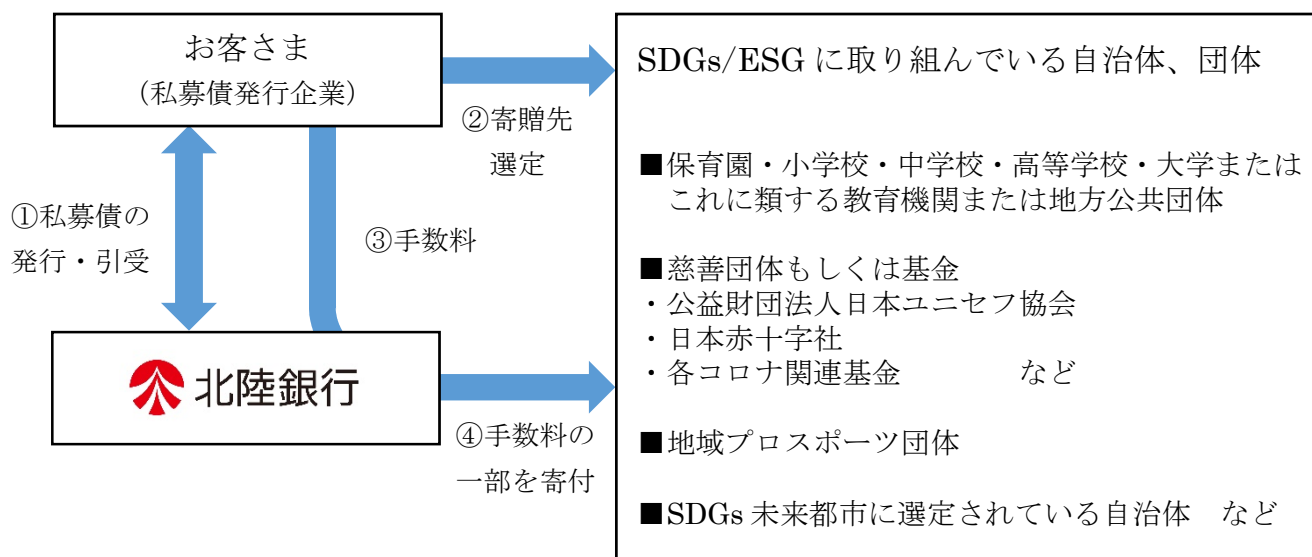 お客さま
（私募債発行企業）
①私募債の
発行・引受
②寄贈先
選定
③手数料
北陸銀行
④手数料の
一部を寄付
SDGs/ESG に取り組んでいる自治体、団体
■保育園・小学校・中学校・高等学校・大学または
これに類する教育機関または地方公共団体
■慈善団体もしくは基金
・公益財団法人日本ユニセフ協会
・日本赤十字社
・各コロナ関連基金　　　　など
■地域プロスポーツ団体
■SDGs 未来都市に選定されている自治体　など